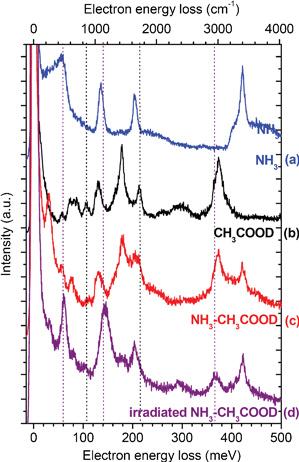 Electron energy loss (cm⁻¹)
0 1000 2000 3000 4000
NH₃
NH₃ (a)
CH₃COOD (b)
NH₃-CH₃COOD (c)
irradiated NH₃-CH₃COOD (d)
Intensity (a.u.)
0 100 200 300 400 500
Electron energy loss (meV)